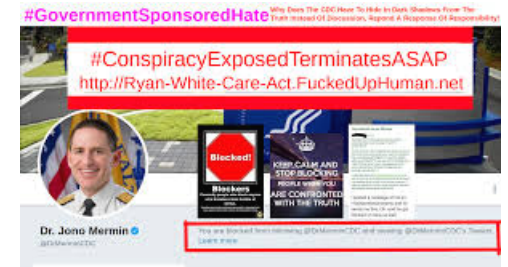 #GovernmentSponsoredHate
Why Does The CDC Have To Hide In Dark Shadows From The
Truth Instead Of Discussion, Repond A Response Of Responsibility!
#ConspiracyExposedTerminatesASAP
http://Ryan-White-Care-Act.FuckedUpHuman.net
Blocked!
Blockers
KEEP CALM AND
STOP BLOCKING
PEOPLE WHEN YOU
ARE CONFRONTED
WITH THE TRUTH
Dr. Jono Mermin
@DrMerminCDC
You are blocked from following @DrMerminCDC and viewing @DrMerminCDC's Tweets.
Learn more